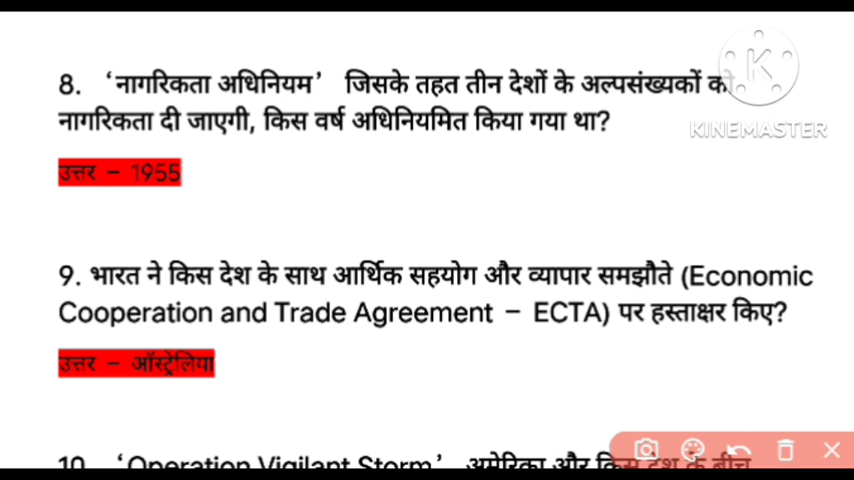 8. ‘नागरिकता अधिनियम’ जिसके तहत तीन देशों के अल्पसंख्यकों को
नागरिकता दी जाएगी, किस वर्ष अधिनियमित किया गया था?
KINEMASTER
उत्तर – 1955
9. भारत ने किस देश के साथ आर्थिक सहयोग और व्यापार समझौते (Economic
Cooperation and Trade Agreement – ECTA) पर हस्ताक्षर किए?
उत्तर – ऑस्ट्रेलिया
10. ‘Operation Vigilant Storm’ अमेरिका और किस देश के बीच